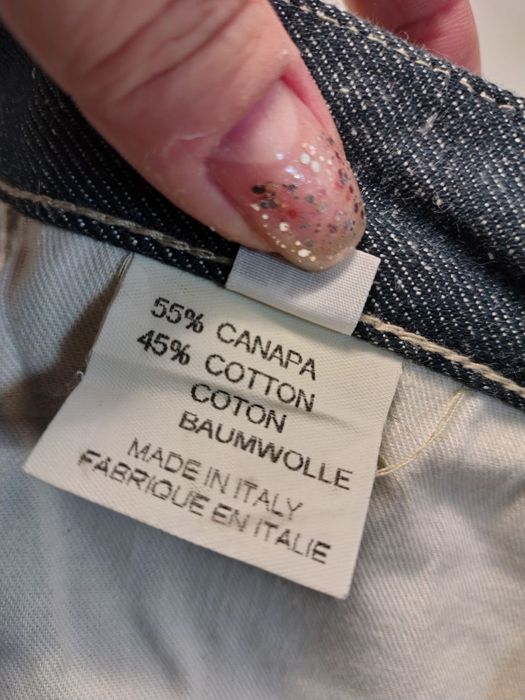 55% CANAPA
45% COTTON
COTON
BAUMWOLLE
MADE IN ITALY
FABRIQUE EN ITALIE